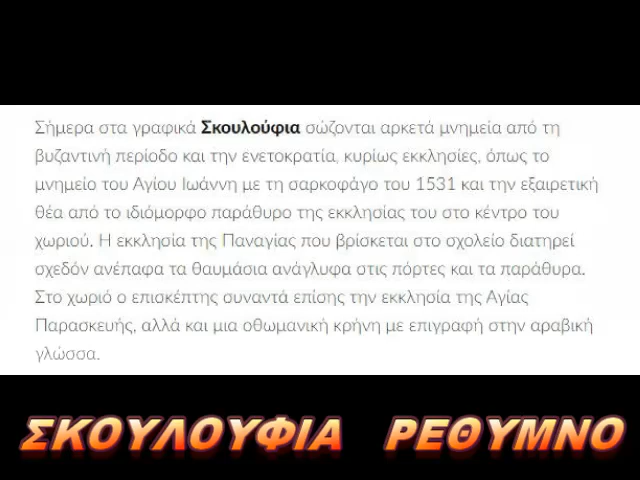 Σήμερα στα γραφικά Σκουλούφια σώζονται αρκετά μνημεία από τη
βυζαντινή περίοδο και την ενετοκρατία, κυρίως εκκλησίες, όπως το
μνημείο του Αγίου Ιωάννη με τη σαρκοφάγο του 1531 και την εξαιρετική
θέα από το ιδιόμορφο παράθυρο της εκκλησίας του στο κέντρο του
χωριού. Η εκκλησία της Παναγίας που βρίσκεται στο σχολείο διατηρεί
σχεδόν ανέπαφα τα θαυμάσια ανάγλυφα στις πόρτες και τα παράθυρα.
Στο χωριό ο επισκέπτης συναντά επίσης την εκκλησία της Αγίας
Παρασκευής, αλλά και μια οθωμανική κρήνη με επιγραφή στην αραβική
γλώσσα.
ΣΚΟΥΛΟΥΦΙΑ ΡΕΘΥΜΝΟ